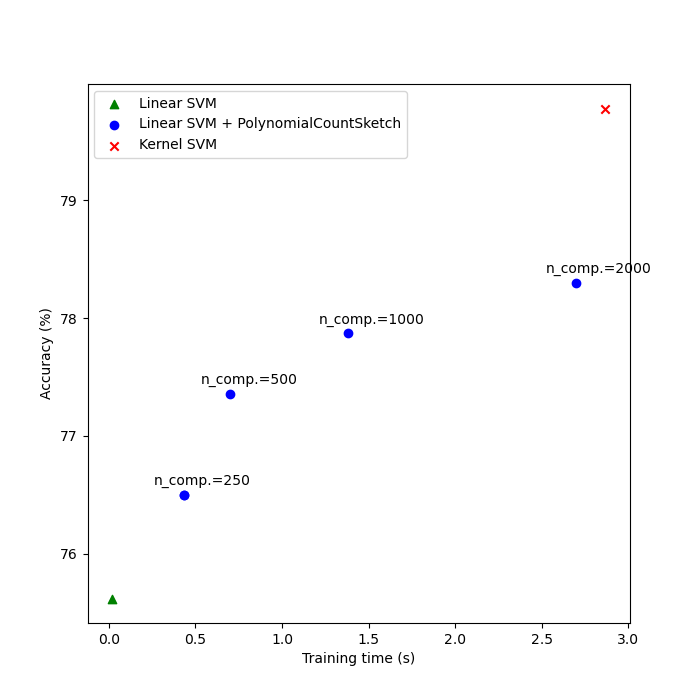 Linear SVM
Linear SVM + PolynomialCountSketch
Kernel SVM
79
n_comp.=2000
78
n_comp.=1000
n_comp.=500
77
n_comp.=250
76
Accuracy (%)
0.0 0.5 1.0 1.5 2.0 2.5 3.0
Training time (s)